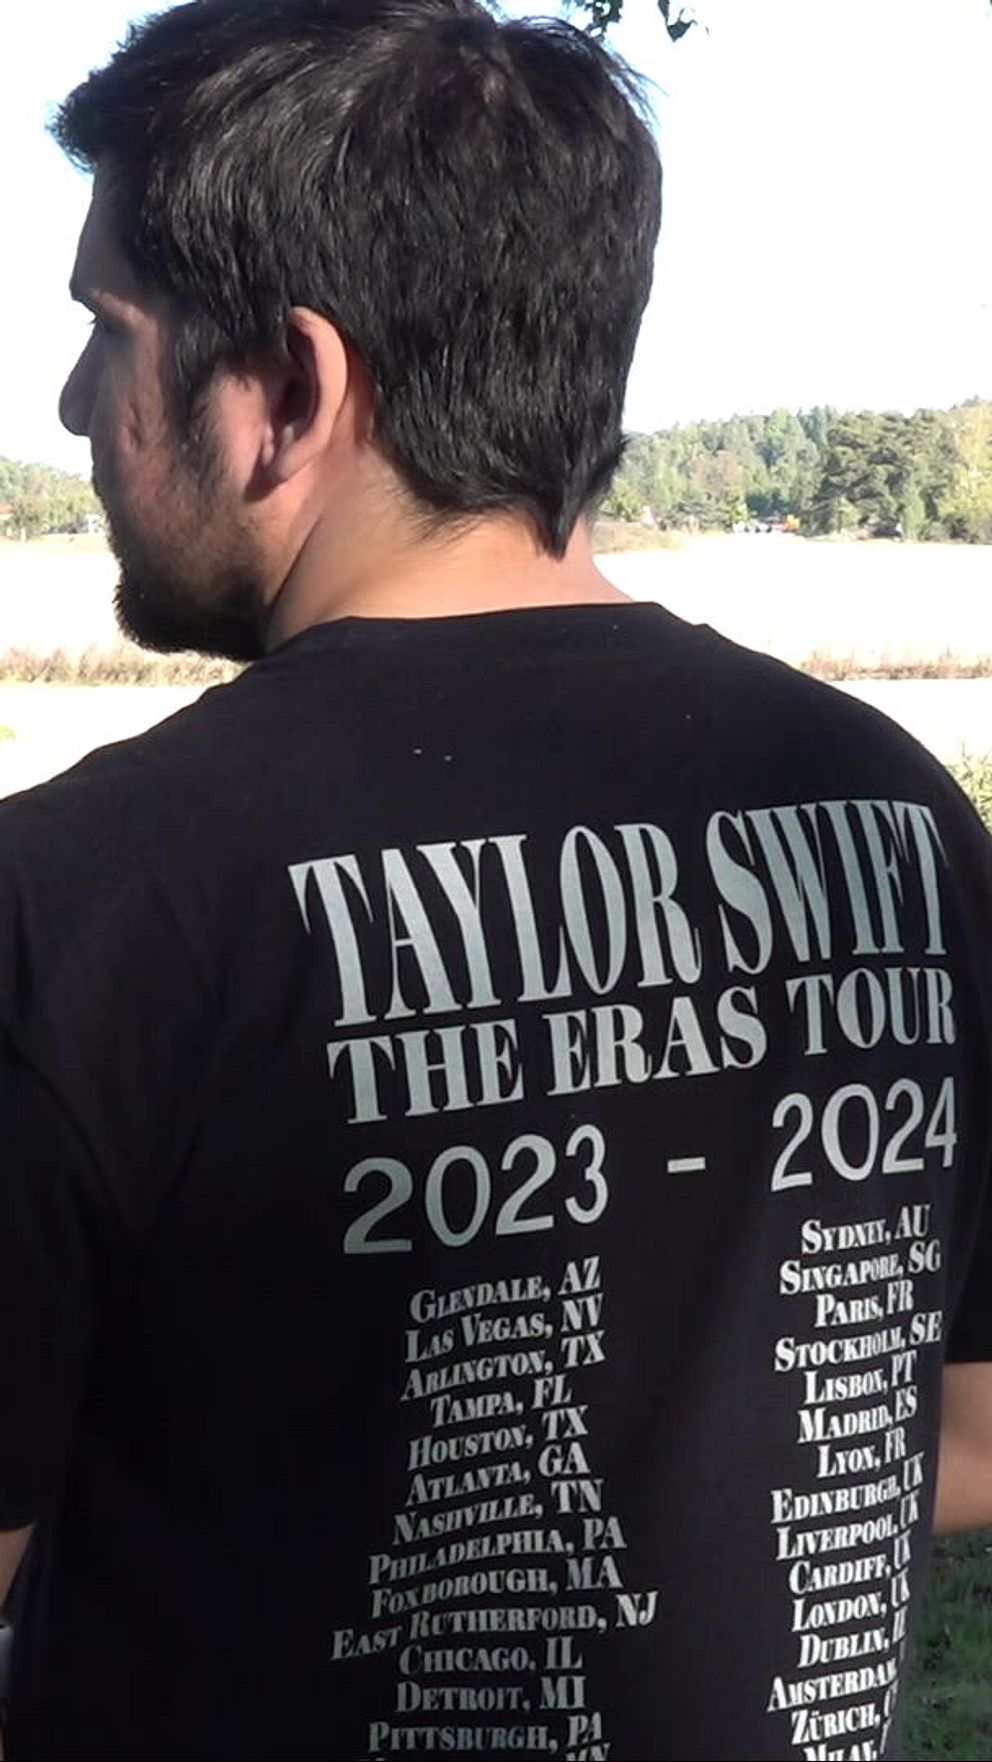 TAYLOR SWIFT
THE ERAS TOUR
2023 - 2024
GLENDALE, AZ
LAS VEGAS, NV
ARLINGTON, TX
TAMPA, FL
HOUSTON, TX
ATLANTA, GA
NASHVILLE, TN
PHILADELPHIA, PA
FOXBOROUGH, MA
EAST RUTHERFORD, NJ
CHICAGO, IL
DETROIT, MI
PITTSBURGH, PA
MN
SYDNEY, AU
SINGAPORE, SG
PARIS, FR
STOCKHOLM, SE
LISBON, PT
MADRID, ES
LYON, FR
EDINBURGH, UK
LIVERPOOL, UK
CARDIFF, UK
LONDON, UK
DUBLIN,
AMSTERDAM
ZÜRICH,